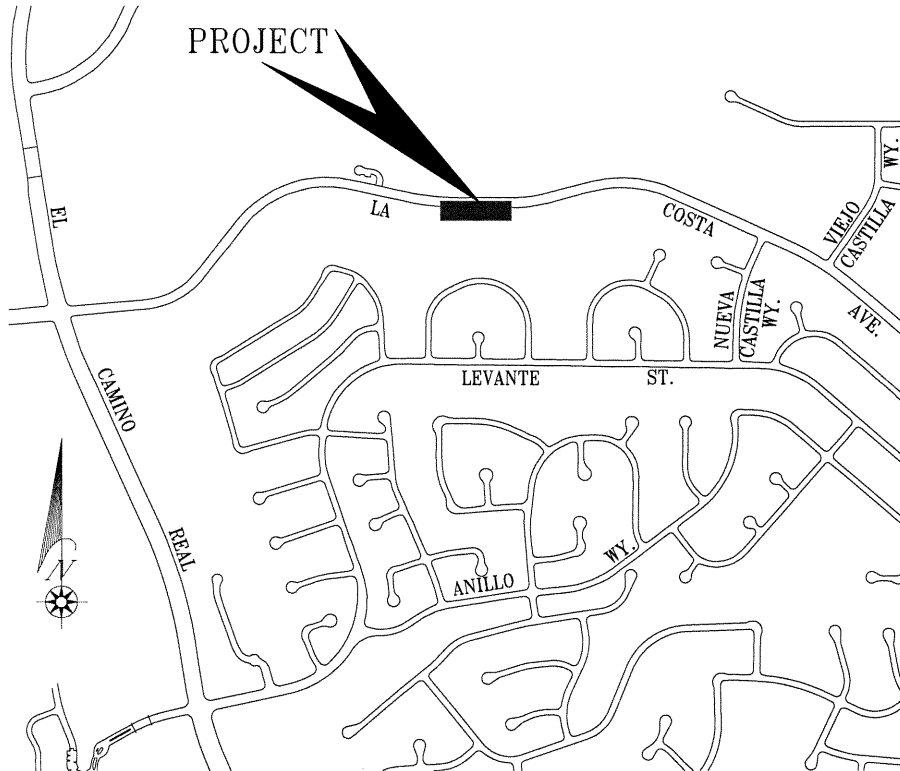 PROJECT
WY.
EL
LA
COSTA
VIEJO
CASTILLA
NUEVA
CASTILLA
WY.
AVE.
LEVANTE ST.
CAMINO
REAL
WY.
ANILLO
N